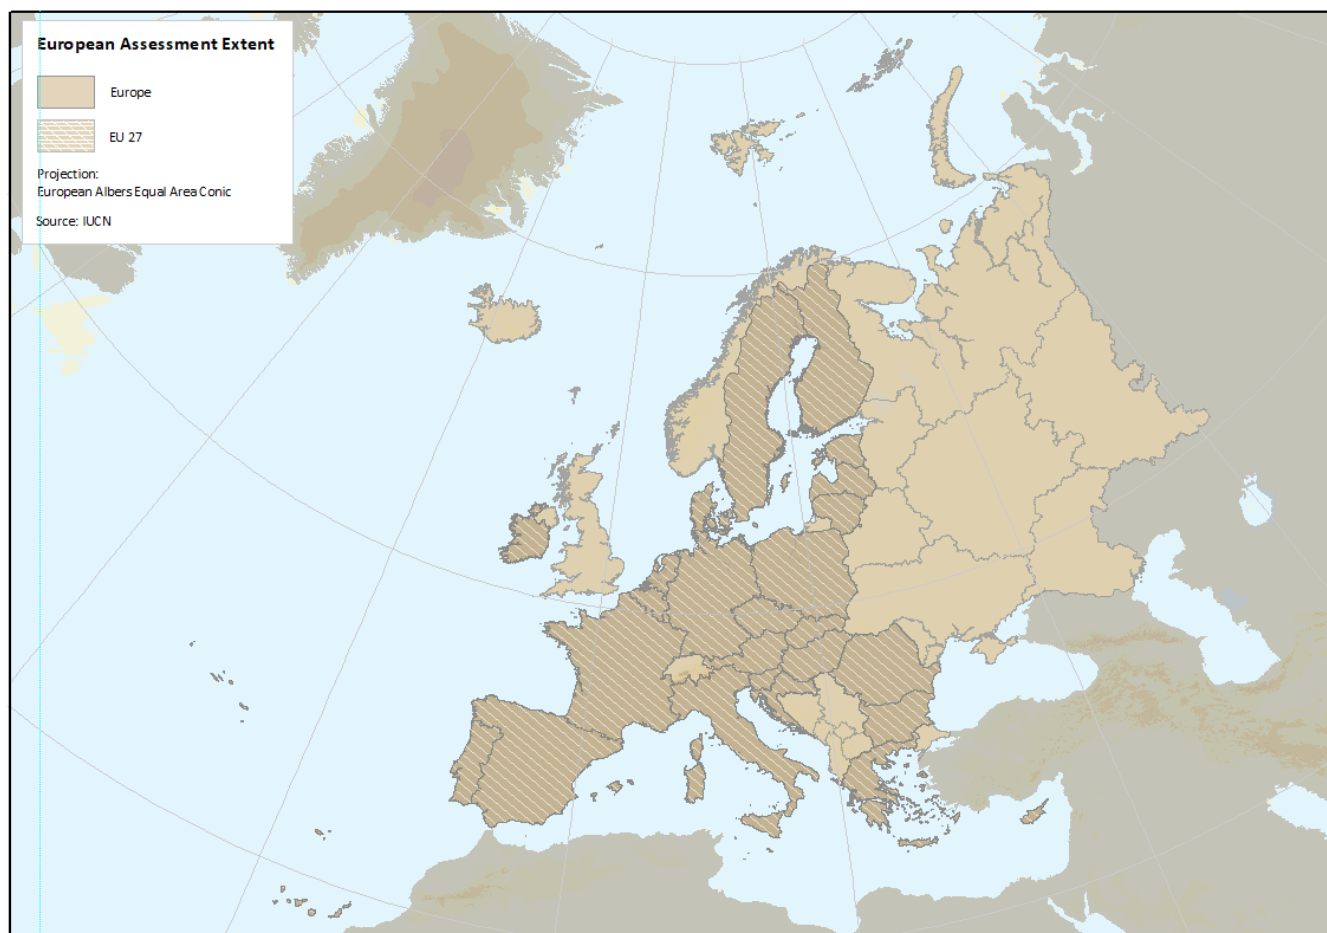 European Assessment Extent
Europe
EU 27
Projection:
European Albers Equal Area Conic
Source: IUCN